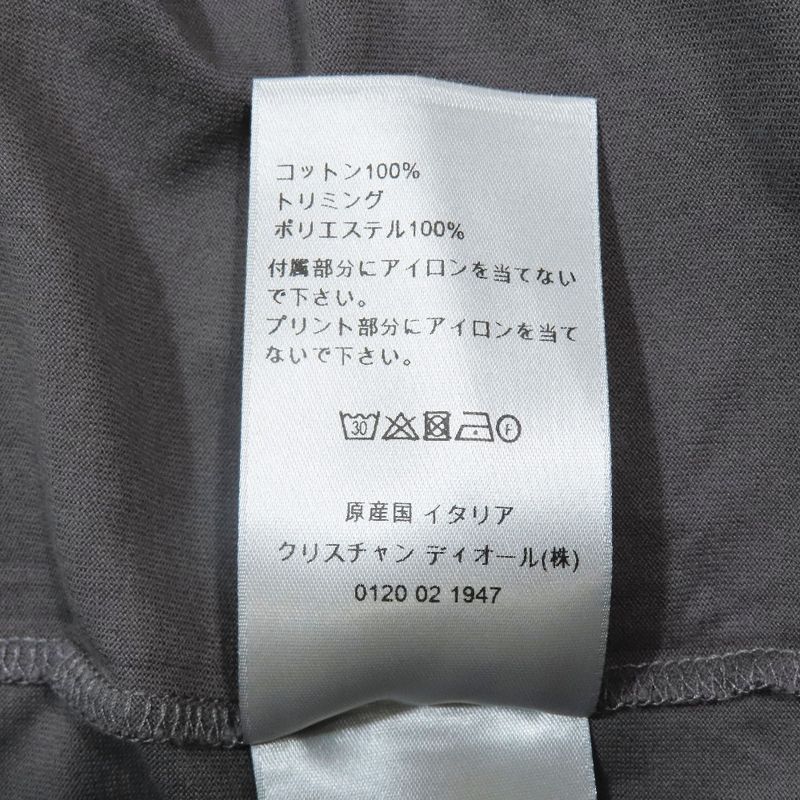 コットン100%
トリミング
ポリエステル100%
付属部分にアイロンを当てない
で下さい。
プリント部分にアイロンを当て
ないで下さい。
30 F
原産国 イタリア
クリスチャン ディオール(株)
0120 02 1947